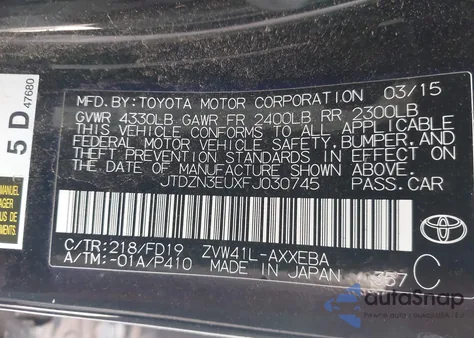 5 D 47680
MFD. BY: TOYOTA MOTOR CORPORATION 03/15
GVWR 4330LB GAWR FR 2400LB RR 2300LB
THIS VEHICLE CONFORMS TO ALL APPLICABLE
FEDERAL MOTOR VEHICLE SAFETY, BUMPER, AND
THEFT PREVENTION STANDARDS IN EFFECT ON
THE DATE OF MANUFACTURE SHOWN ABOVE.
JTDZN3EUXFJ030745 PASS.CAR
C/TR:218/FD19 ZVW41L-AXXEBA
A/TM:-01A/P410 MADE IN JAPAN C
TOYOTA
autoSnap